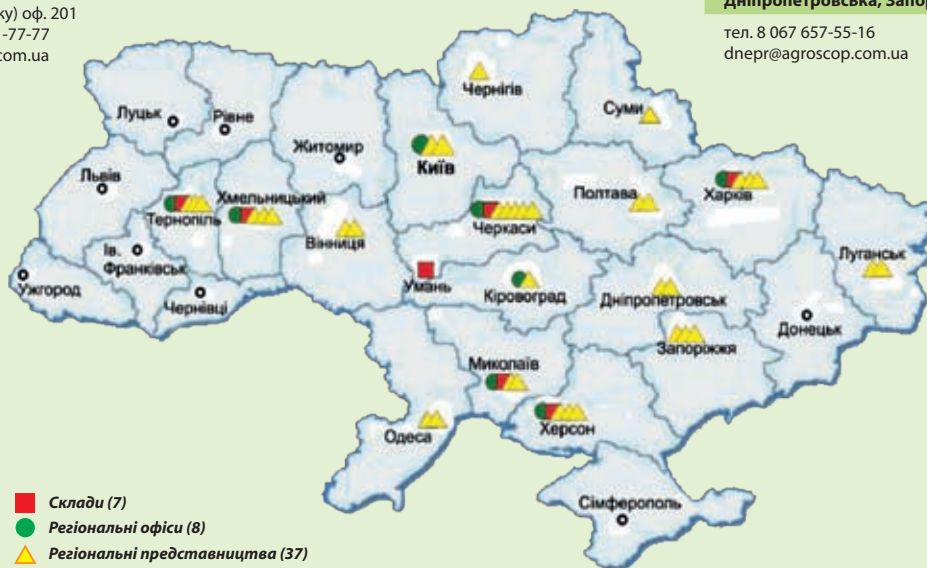 ку) оф. 201
-77-77
com.ua
тел. 8 067 657-55-16
dnepr@agroscop.com.ua
Чернігів
Суми
Луцьк
Рівне
Житомир
Київ
Львів
Хмельницький
Тернопіль
Вінниця
Черкаси
Полтава
Харків
Ів.
Франківськ
Ужгород
Чернівці
Умань
Кіровоград
Дніпропетровськ
Луганськ
Донецьк
Запоріжжя
Миколаїв
Одеса
Херсон
Сімферополь
Склади (7)
Регіональні офіси (8)
Регіональні представництва (37)